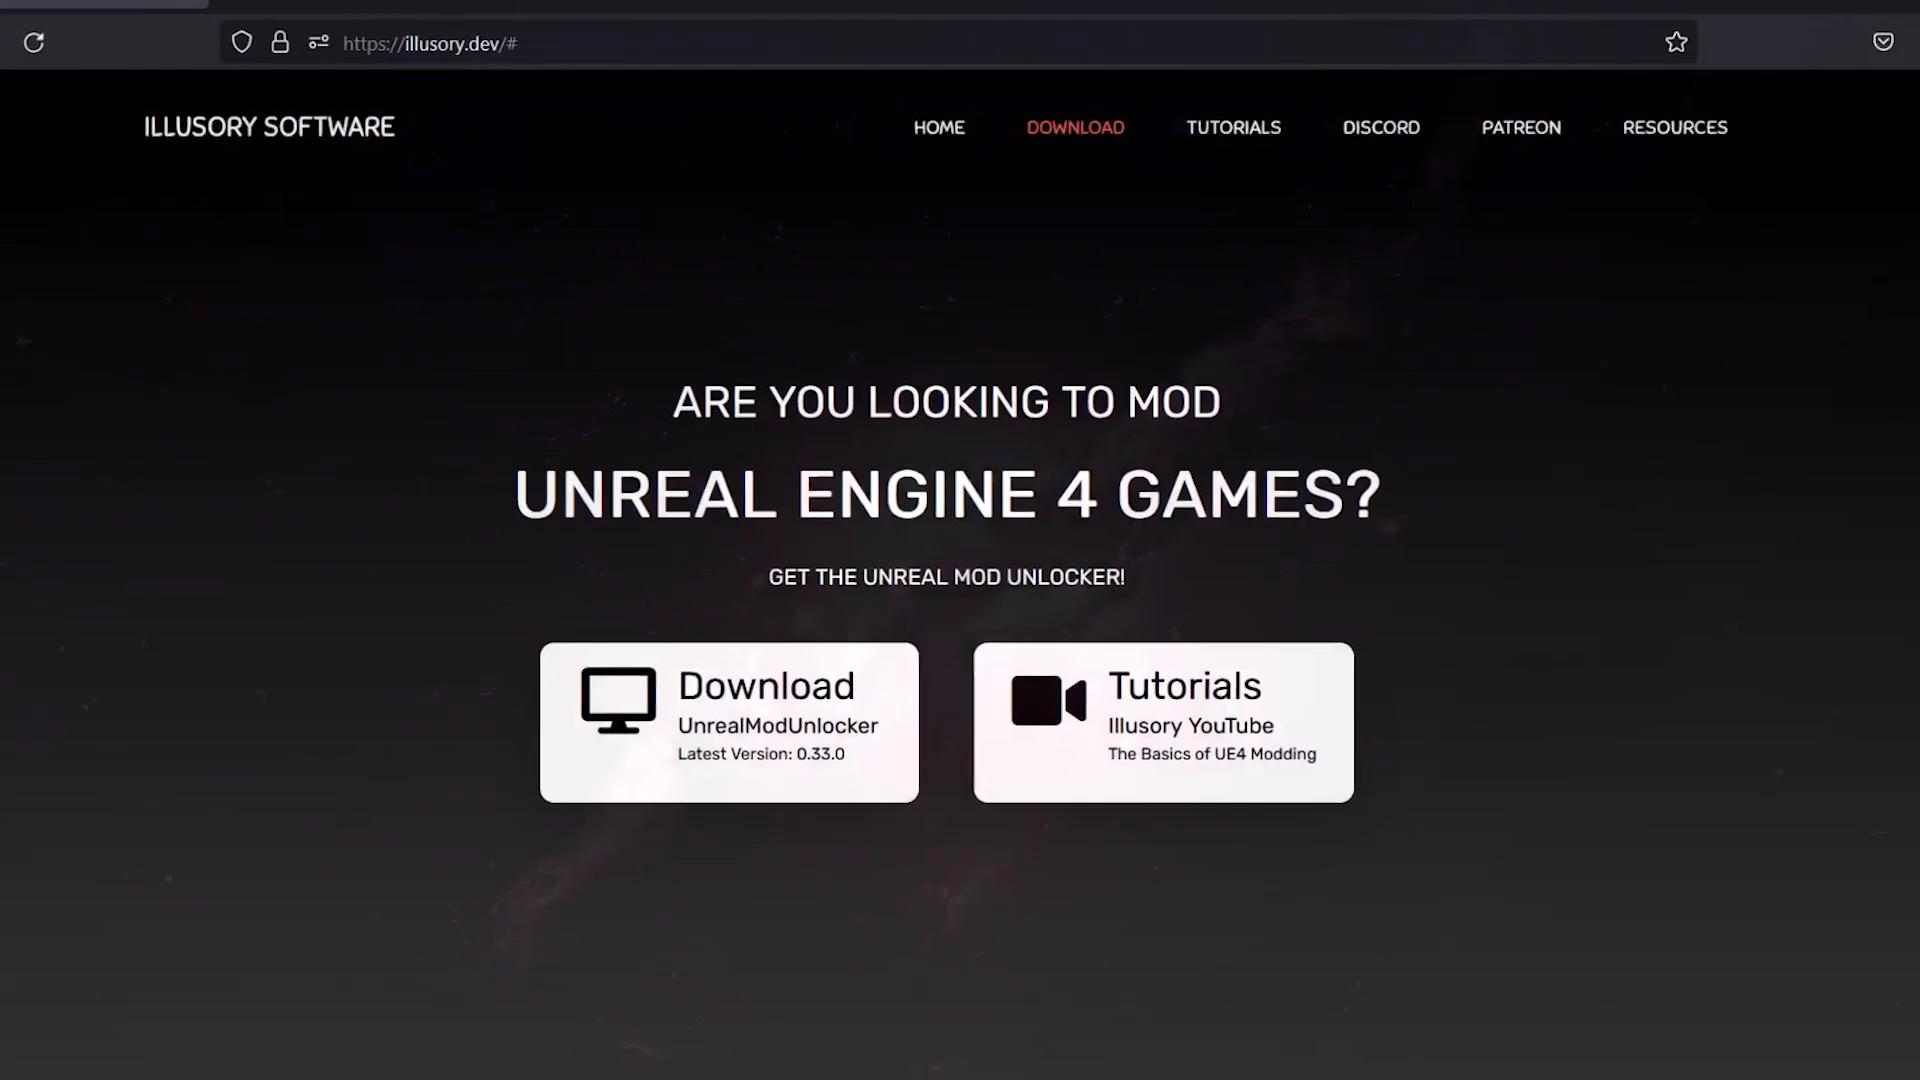 https://illusory.dev/#
ILLUSORY SOFTWARE
HOME
DOWNLOAD
TUTORIALS
DISCORD
PATREON
RESOURCES
ARE YOU LOOKING TO MOD
UNREAL ENGINE 4 GAMES?
GET THE UNREAL MOD UNLOCKER!
Download
UnrealModUnlocker
Latest Version: 0.33.0
Tutorials
Illusory YouTube
The Basics of UE4 Modding